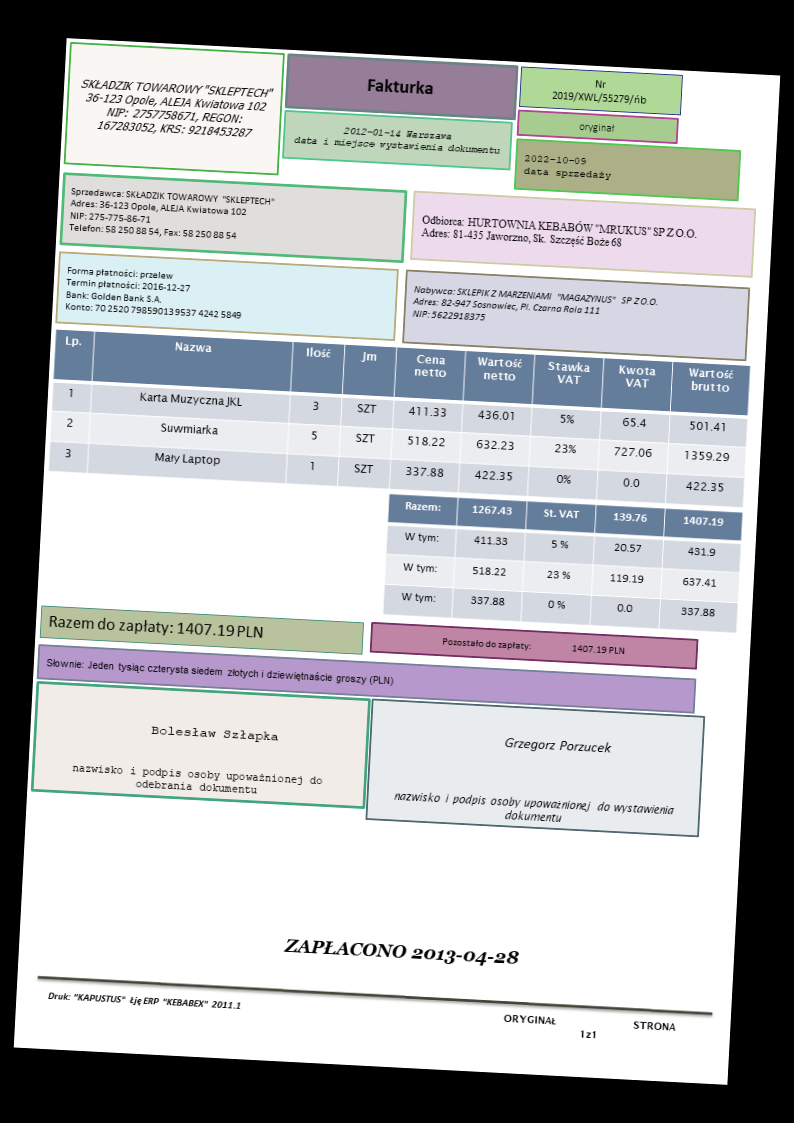 SKŁADZIK TOWAROWY "SKLEPTECH"
36-123 Opole, ALEJA Kwiatowa 102
NIP: 2757758671, REGON:
167283052, KRS: 9218453287
Fakturka
2012-01-14 Warszawa
data i miejsce wystawienia dokumentu
Nr
2019/XWL/55279/ńb
oryginał
2022-10-09
data sprzedaży
Sprzedawca: SKŁADZIK TOWAROWY "SKLEPTECH"
Adres: 36-123 Opole, ALEJA Kwiatowa 102
NIP: 275-775-86-71
Telefon: 58 250 88 54, Fax: 58 250 88 54
Odbiorca: HURTOWNIA KEBABÓW "MRUKUS" SP Z O.O.
Adres: 81-435 Jaworzno, Sk. Szczęść Boże 68
Forma płatności: przelew
Termin płatności: 2016-12-27
Bank: Golden Bank S.A.
Konto: 70 2520 7985 9013 9537 4242 5849
Nabywca: SKLEPIK Z MARZENIAMI "MAGAZYNUS" SP Z O.O.
Adres: 82-947 Sosnowiec, Pl. Czarna Rola 111
NIP: 5622918375
Lp. Nazwa Ilość Jm Cena netto Wartość netto Stawka VAT Kwota VAT Wartość brutto
1 Karta Muzyczna JKL 3 SZT 411.33 436.01 5% 65.4 501.41
2 Suwmiarka 5 SZT 518.22 632.23 23% 727.06 1359.29
3 Mały Laptop 1 SZT 337.88 422.35 0% 0.0 422.35
Razem: 1267.43 St. VAT 139.76 1407.19
W tym: 411.33 5 % 20.57 431.9
W tym: 518.22 23 % 119.19 637.41
W tym: 337.88 0 % 0.0 337.88
Razem do zapłaty: 1407.19 PLN
Pozostało do zapłaty: 1407.19 PLN
Słownie: Jeden tysiąc czterysta siedem złotych i dziewiętnaście groszy (PLN)
Bolesław Szłapka
nazwisko i podpis osoby upoważnionej do
odebrania dokumentu
Grzegorz Porzucek
nazwisko i podpis osoby upoważnionej do wystawienia
dokumentu
ZAPŁACONO 2013-04-28
Druk: "KAPUSTUS" Łję ERP "KEBABEX" 2011.1
ORYGINAŁ
STRONA
1 z 1